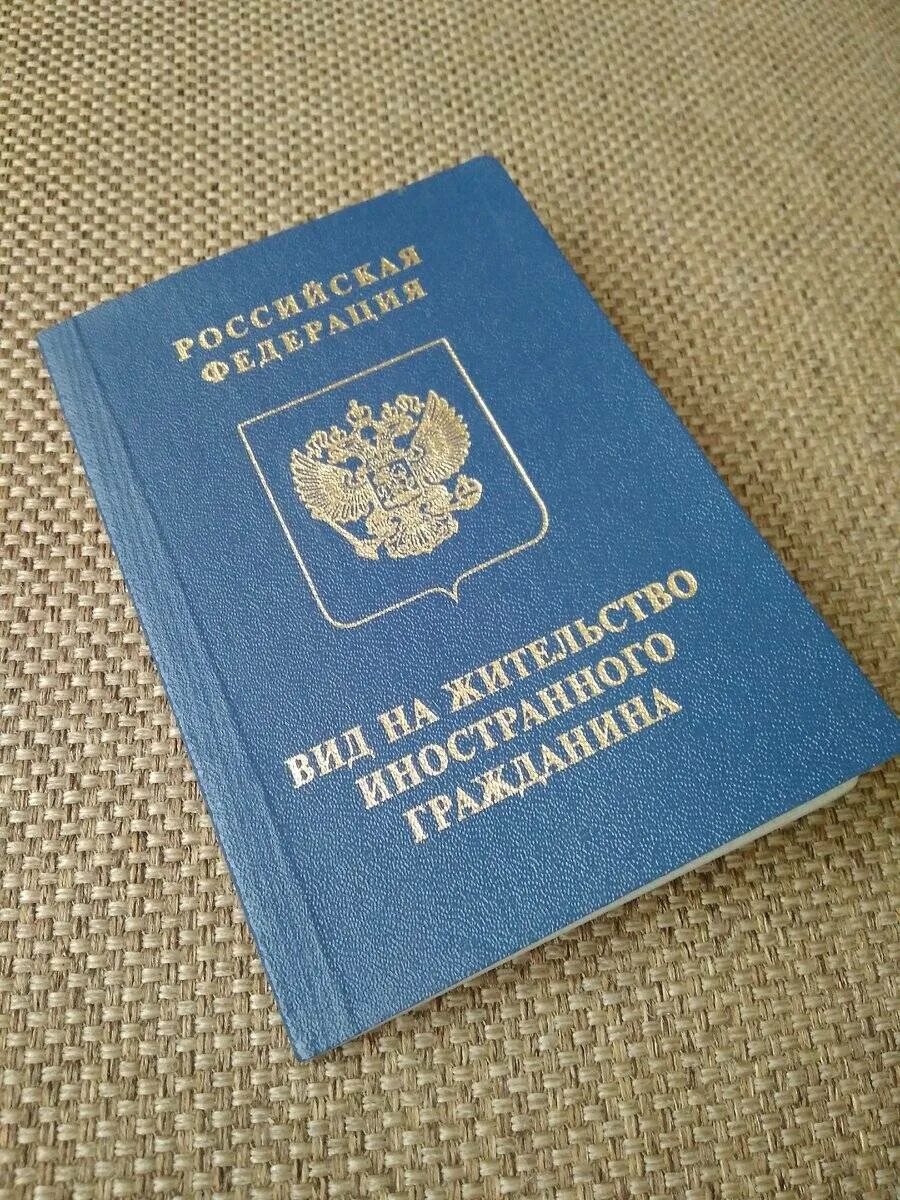 РОССИЙСКАЯ
ФЕДЕРАЦИЯ
ВИД НА ЖИТЕЛЬСТВО
ИНОСТРАННОГО
ГРАЖДАНИНА